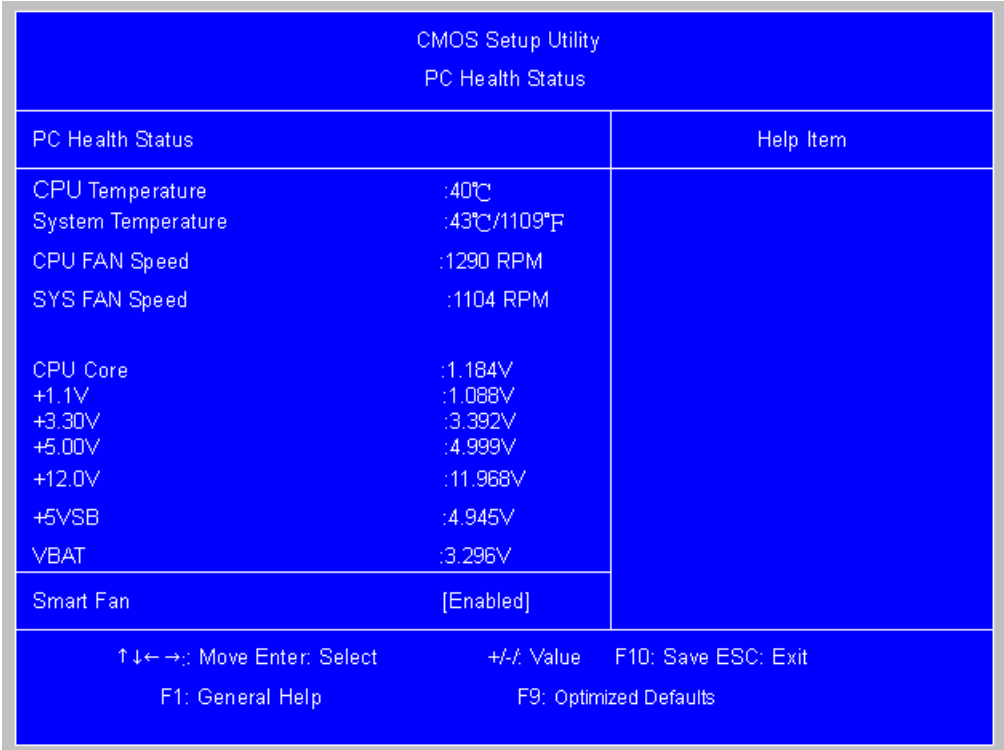 CMOS Setup Utility
PC Health Status
PC Health Status Help Item
CPU Temperature :40℃
System Temperature :43℃/1109℉
CPU FAN Speed :1290 RPM
SYS FAN Speed :1104 RPM
CPU Core :1.184V
+1.1V :1.088V
+3.30V :3.392V
+5.00V :4.999V
+12.0V :11.968V
+5VSB :4.945V
VBAT :3.296V
Smart Fan [Enabled]
↑↓←→:: Move Enter: Select +/-/: Value F10: Save ESC: Exit
F1: General Help F9: Optimized Defaults